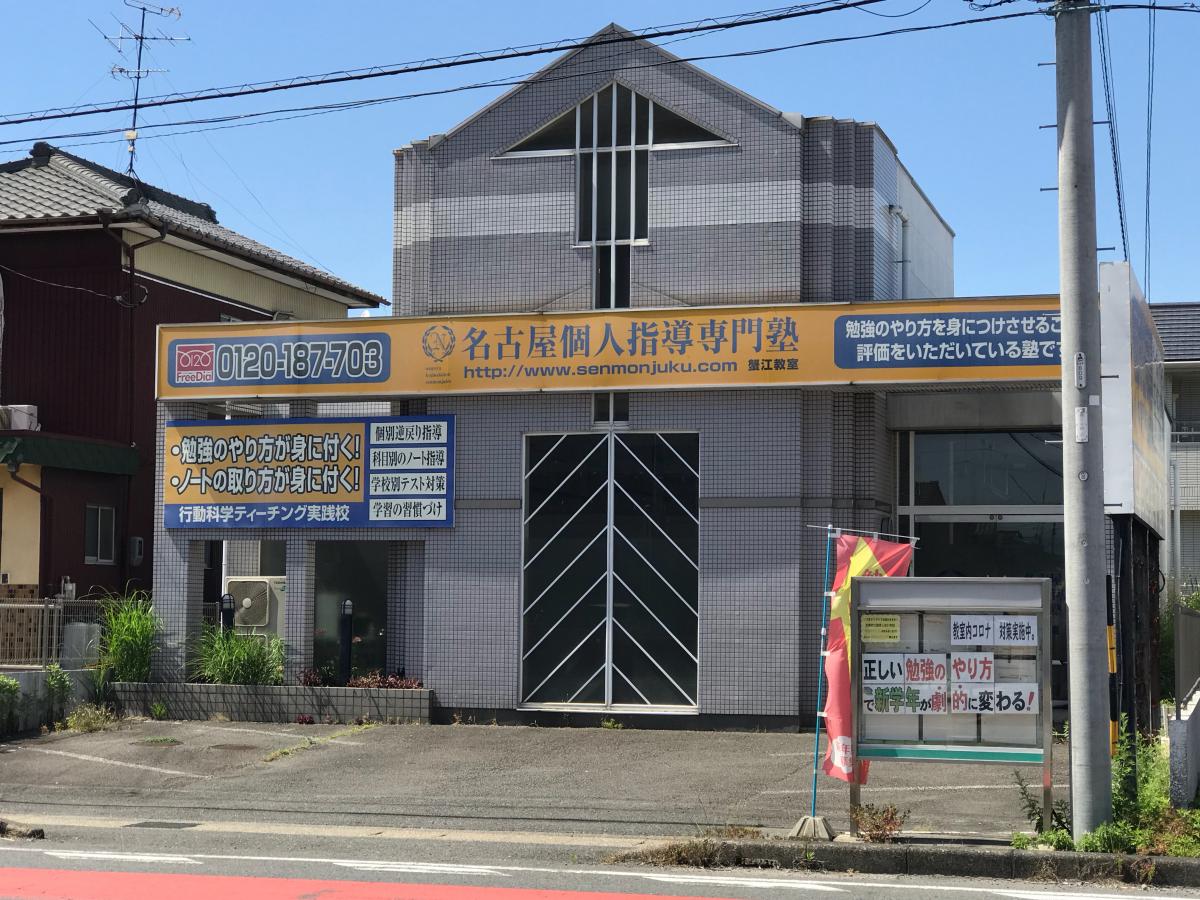 0120
FreeDial
0120-187-703
名古屋個人指導専門塾
http://www.senmonjuku.com 蟹江教室
勉強のやり方を身につけさせるこ
評価をいただいている塾で
・勉強のやり方が身に付く!
・ノートの取り方が身に付く!
行動科学ティーチング実践校
個別逆戻り指導
科目別のノート指導
学校別テスト対策
学習の習慣づけ
教室内コロナ 対策実施中。
正しい 勉強の やり方
で新学年が劇的に変わる!